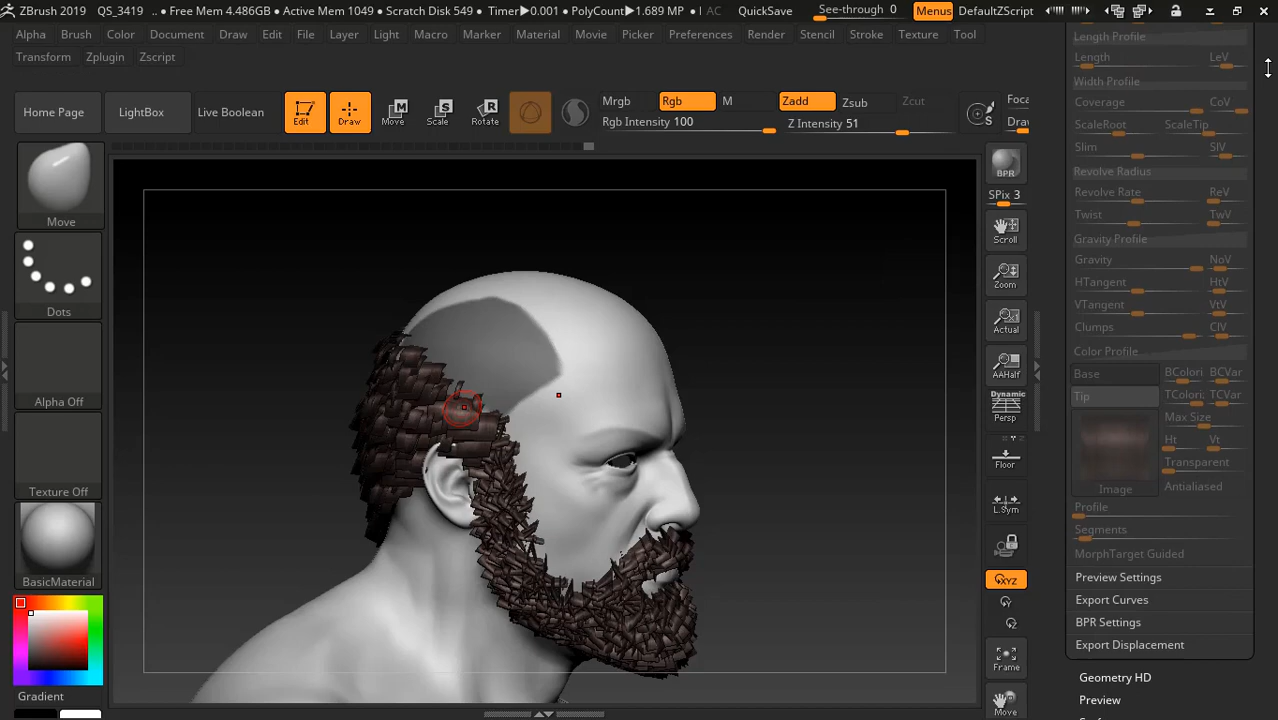 ZBrush 2019 QS_3419 • Free Mem 4.486GB • Active Mem 1049 • Scratch Disk 549 • Timer▶0.001 • PolyCount▶1.689 MP • | AC QuickSave See-through 0 Menus DefaultZScript
Alpha Brush Color Document Draw Edit File Layer Light Macro Marker Material Movie Picker Preferences Render Stencil Stroke Texture Tool
Transform Zplugin Zscript
Home Page LightBox Live Boolean Edit Draw Move Scale Rotate
Mrgb Rgb M Zadd Zsub Zcut Foca
Rgb Intensity 100 Z Intensity 51 S Draw
Move
Dots
Alpha Off
Texture Off
BasicMaterial
Gradient
BPR
SPix 3
Scroll
Zoom
Actual
AAHalf
Dynamic
Persp
Floor
L.Sym
XYZ
Y
Z
Frame
Move
Length Profile
Length LeV
Width Profile
Coverage CoV
ScaleRoot ScaleTip
Slim SlV
Revolve Radius
Revolve Rate ReV
Twist TwV
Gravity Profile
Gravity NoV
HTangent HtV
VTangent VtV
Clumps ClV
Color Profile
Base BColori BCVar
Tip TColori TCVar
Max Size
Ht Vt
Transparent
Image Antialiased
Profile
Segments
MorphTarget Guided
Preview Settings
Export Curves
BPR Settings
Export Displacement
Geometry HD
Preview